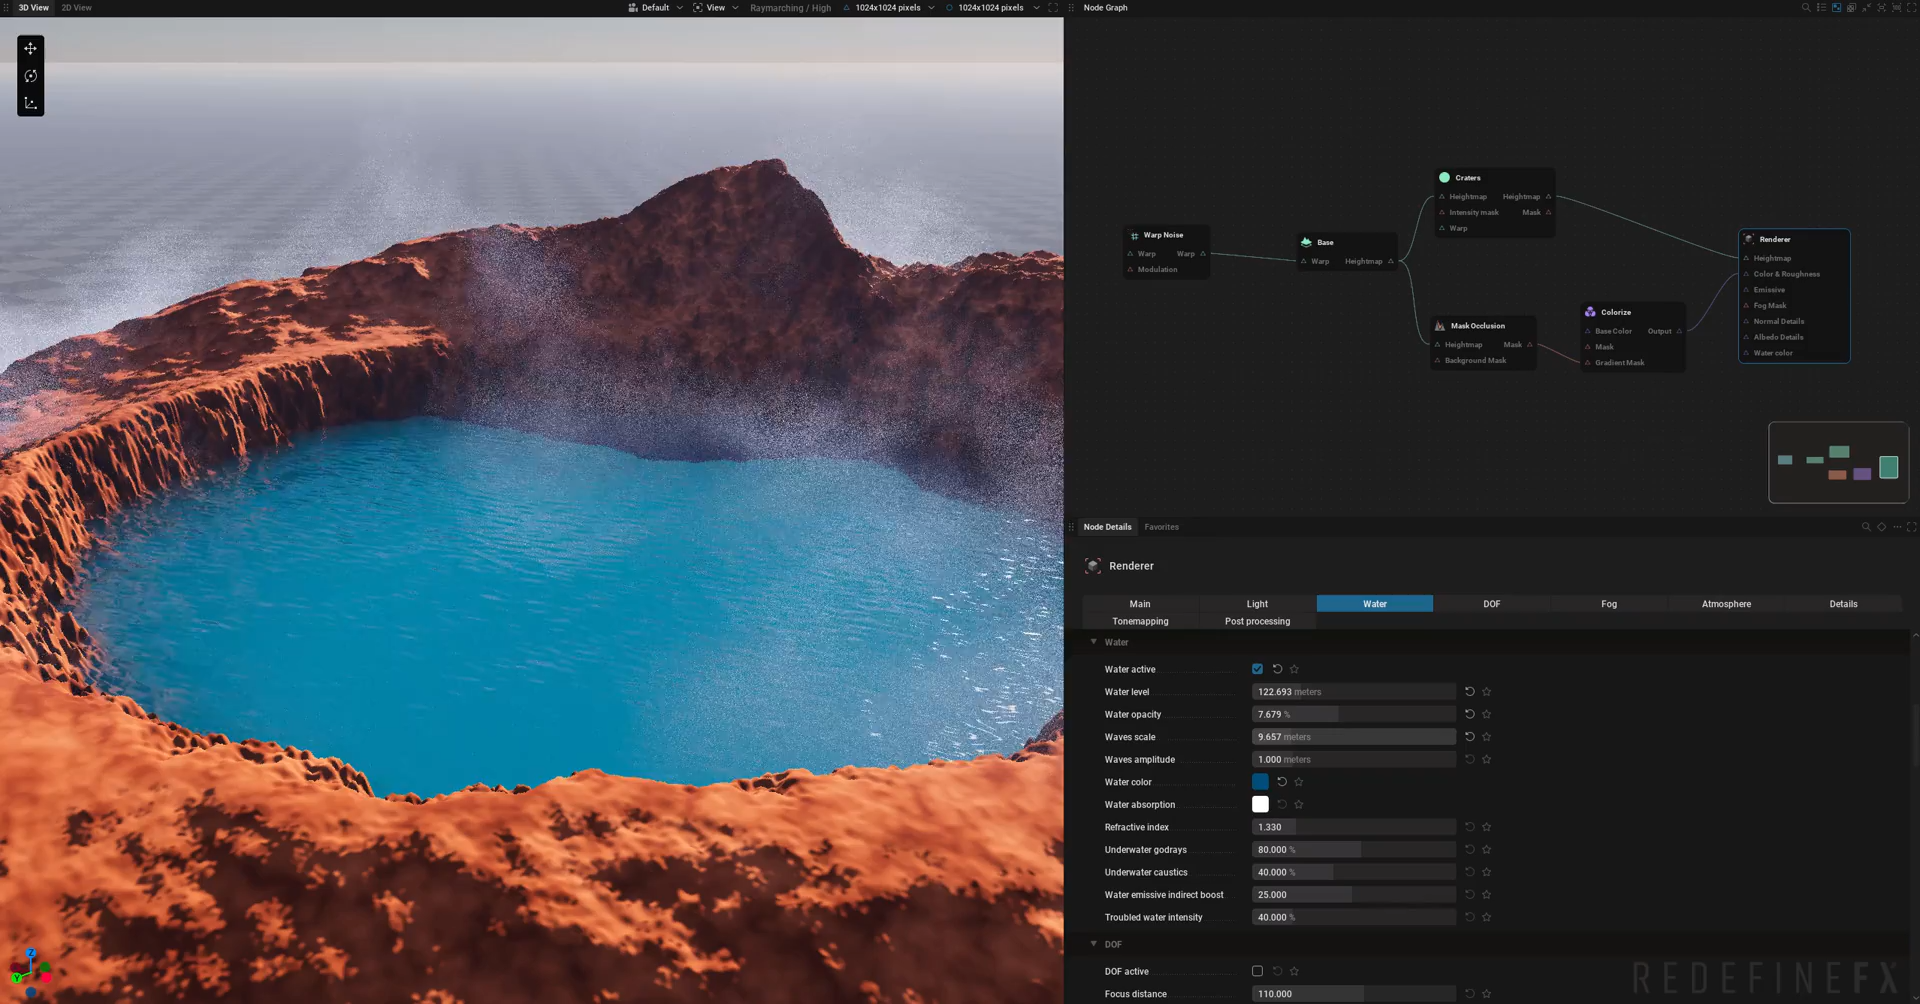 3D View
2D View
Default
View
Raymarching / High
1024x1024 pixels
1024x1024 pixels
Node Graph
Warp Noise
Warp Warp
Modulation
Base
Warp Heightmap
Craters
Heightmap Heightmap
Intensity mask Mask
Warp
Mask Occlusion
Heightmap Mask
Background Mask
Colorize
Base Color Output
Mask
Gradient Mask
Renderer
Heightmap
Color & Roughness
Emissive
Fog Mask
Normal Details
Albedo Details
Water color
Node Details
Favorites
Renderer
Main Light Water DOF Fog Atmosphere Details
Tonemapping Post processing
Water
Water active
Water level 122.693 meters
Water opacity 7.679 %
Waves scale 9.657 meters
Waves amplitude 1.000 meters
Water color
Water absorption
Refractive index 1.330
Underwater godrays 80.000 %
Underwater caustics 40.000 %
Water emissive indirect boost 25.000
Troubled water intensity 40.000 %
DOF
DOF active
Focus distance 110.000
Z
Y
REDEFINEFX